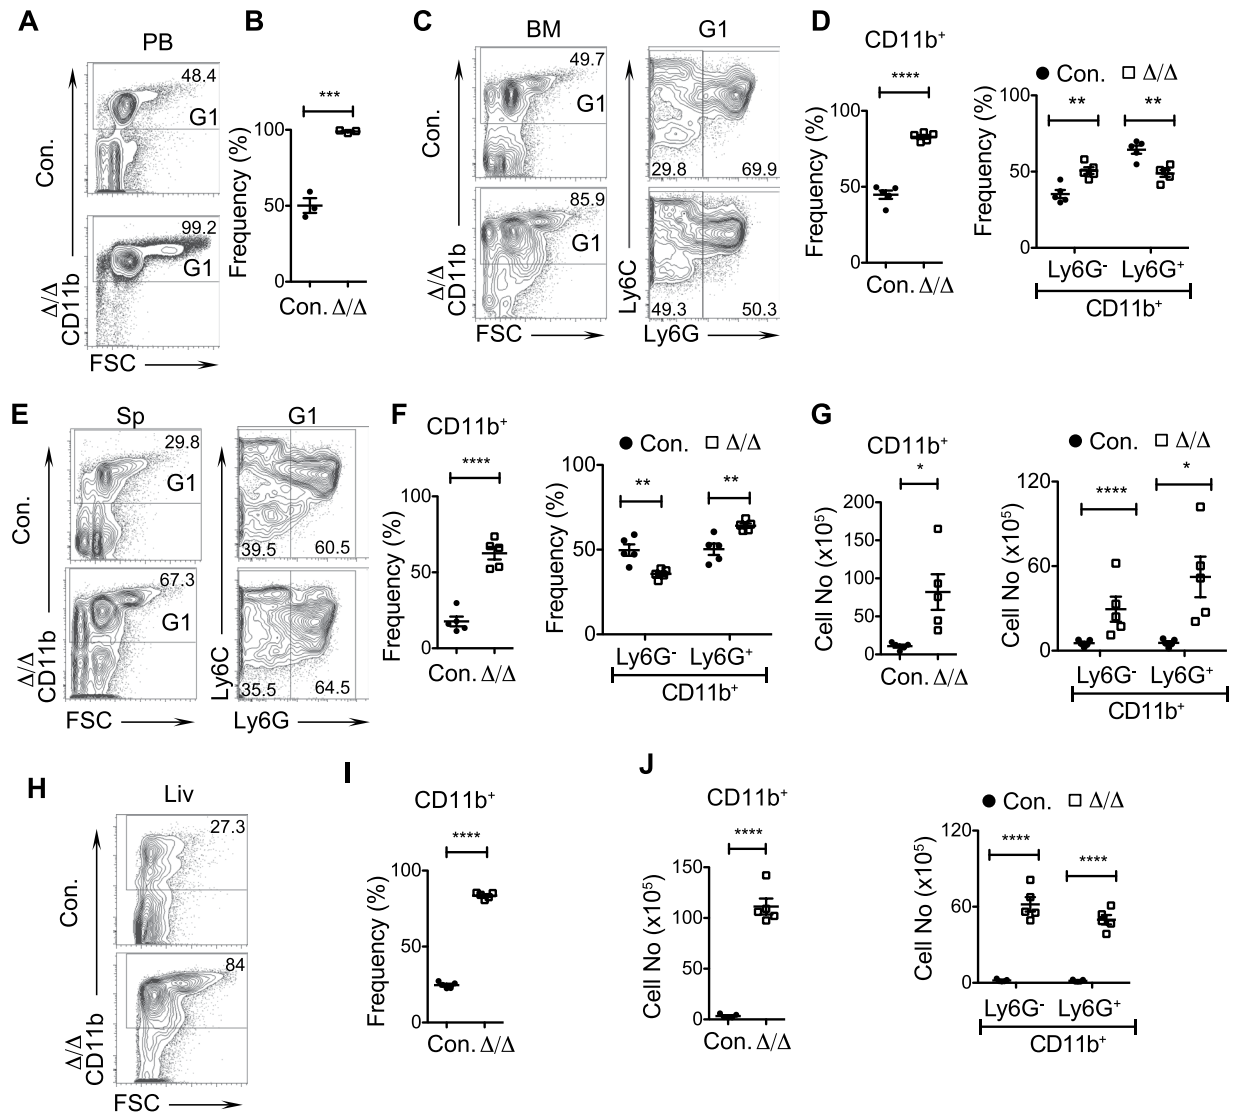 A
PB
Con.
48.4
G1
Δ/Δ
CD11b
99.2
G1
FSC
B
***
Frequency (%)
100
50
0
Con. Δ/Δ
C
BM
G1
Con.
49.7
G1
29.8
69.9
Δ/Δ
CD11b
85.9
G1
Ly6C
49.3
50.3
FSC
Ly6G
D
CD11b+
****
Frequency (%)
100
50
0
Con. Δ/Δ
Con.
Δ/Δ
**
**
Frequency (%)
100
50
0
Ly6G-
Ly6G+
CD11b+
E
Sp
G1
Con.
29.8
G1
39.5
60.5
Δ/Δ
CD11b
67.3
G1
Ly6C
35.5
64.5
FSC
Ly6G
F
CD11b+
****
Frequency (%)
100
50
0
Con. Δ/Δ
Con.
Δ/Δ
**
**
Frequency (%)
100
50
0
Ly6G-
Ly6G+
CD11b+
G
CD11b+
*
Cell No (x10⁵)
200
150
100
50
0
Con. Δ/Δ
Con.
Δ/Δ
****
*
Cell No (x10⁵)
120
60
0
Ly6G-
Ly6G+
CD11b+
H
Liv
Con.
27.3
Δ/Δ
CD11b
84
FSC
I
CD11b+
****
Frequency (%)
100
50
0
Con. Δ/Δ
J
CD11b+
****
Cell No (x10⁵)
150
100
50
0
Con. Δ/Δ
Con.
Δ/Δ
****
****
Cell No (x10⁵)
120
60
0
Ly6G-
Ly6G+
CD11b+